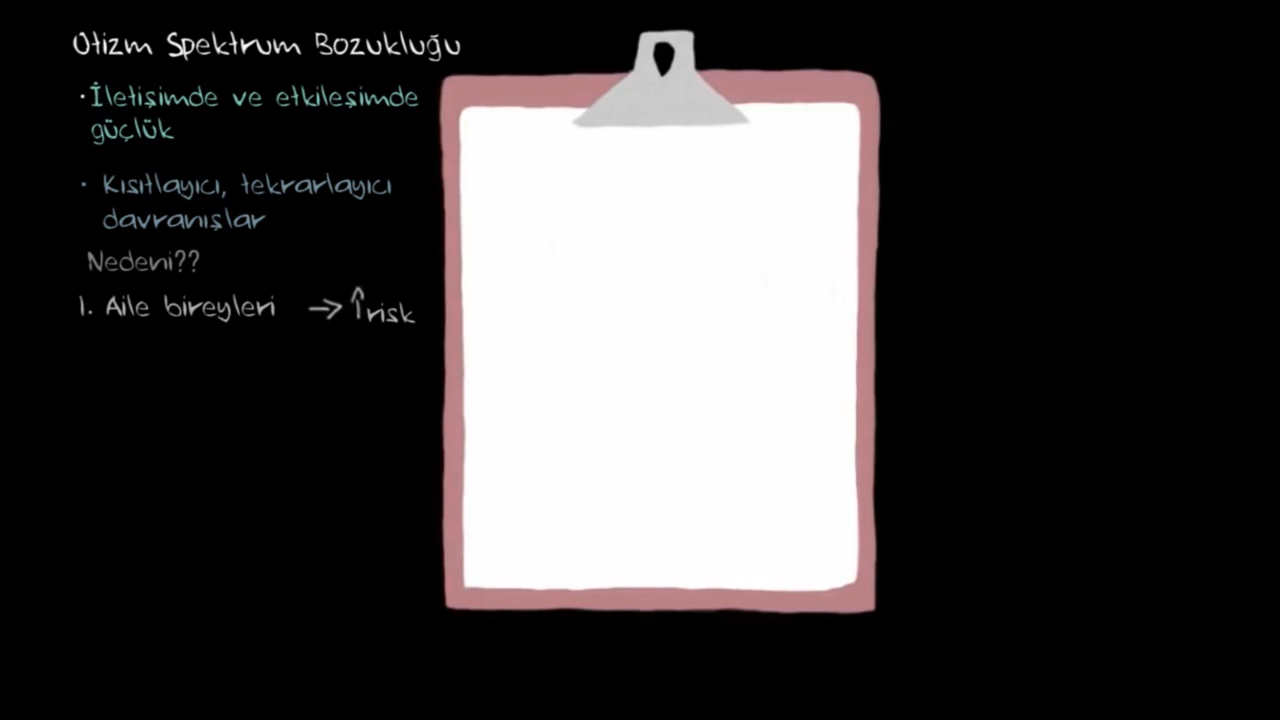 Otizm Spektrum Bozukluğu
·İletişimde ve etkileşimde
güçlük
· Kısıtlayıcı, tekrarlayıcı
davranışlar
Nedeni??
1. Aile bireyleri → ↑risk